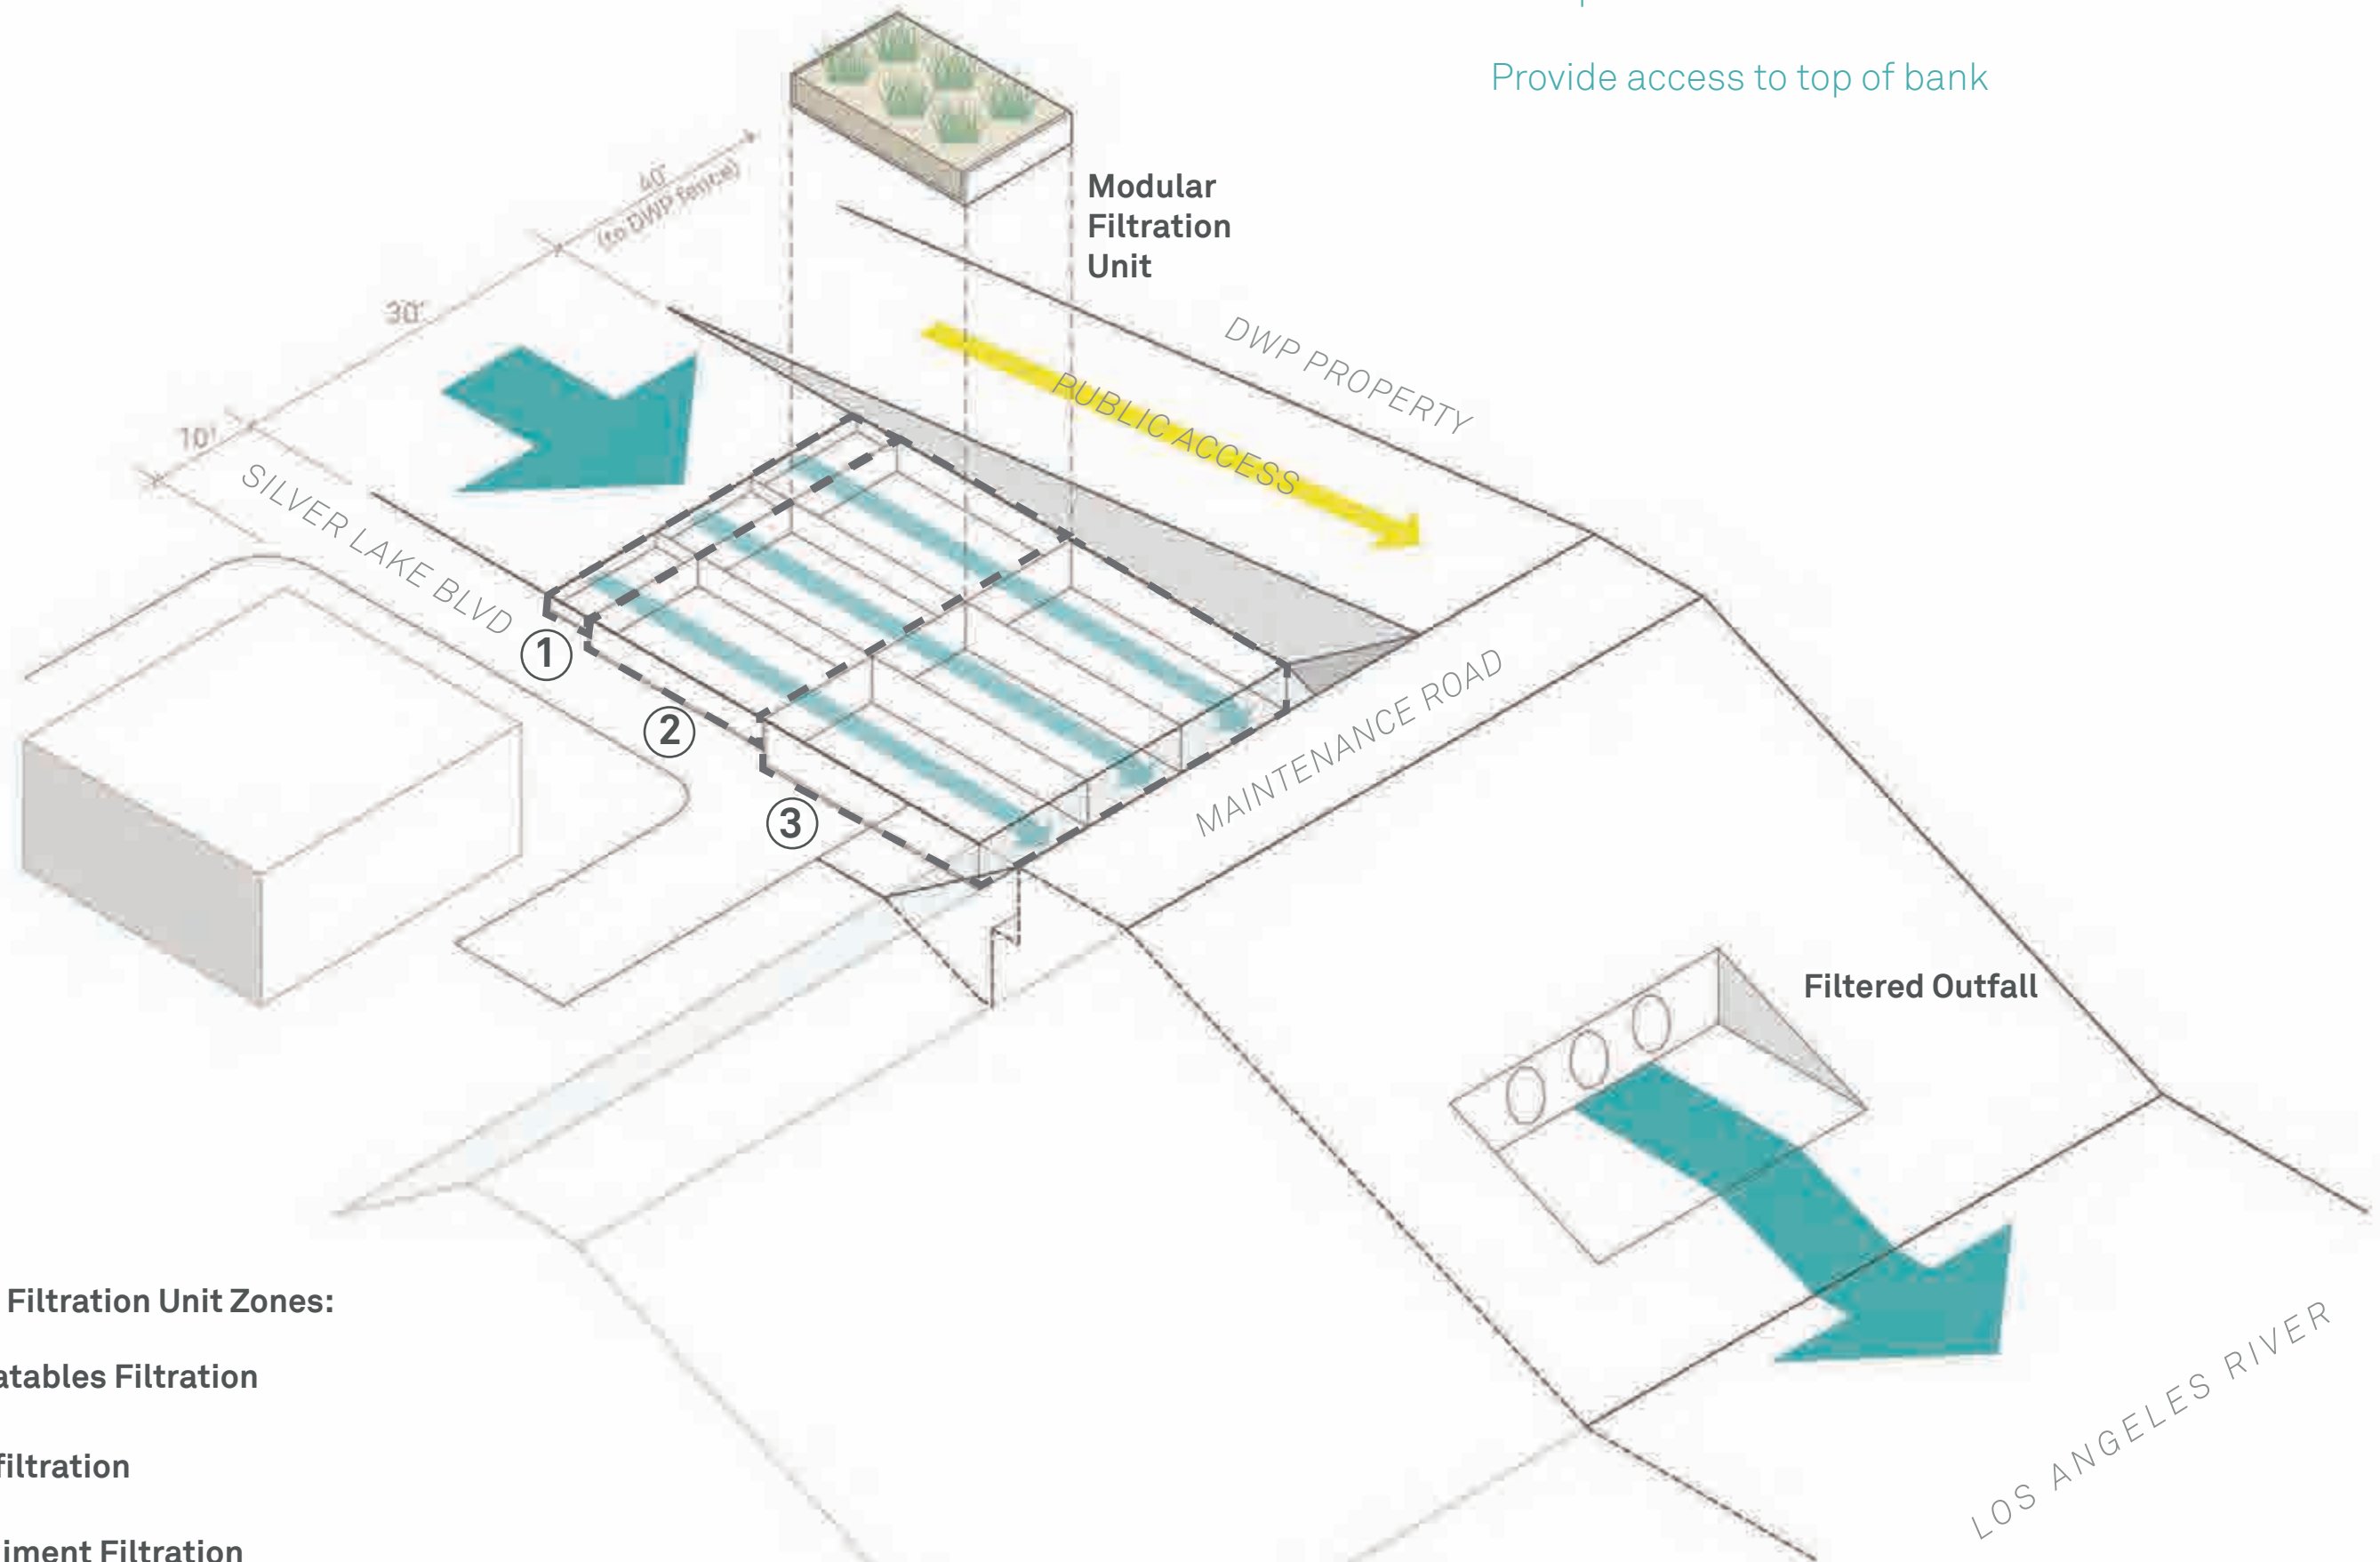 Provide access to top of bank
Modular
Filtration
Unit
40'
(to DWP fence)
30'
10'
DWP PROPERTY
PUBLIC ACCESS
SILVER LAKE BLVD
1
2
3
MAINTENANCE ROAD
Filtered Outfall
LOS ANGELES RIVER
Filtration Unit Zones:
atables Filtration
filtration
iment Filtration